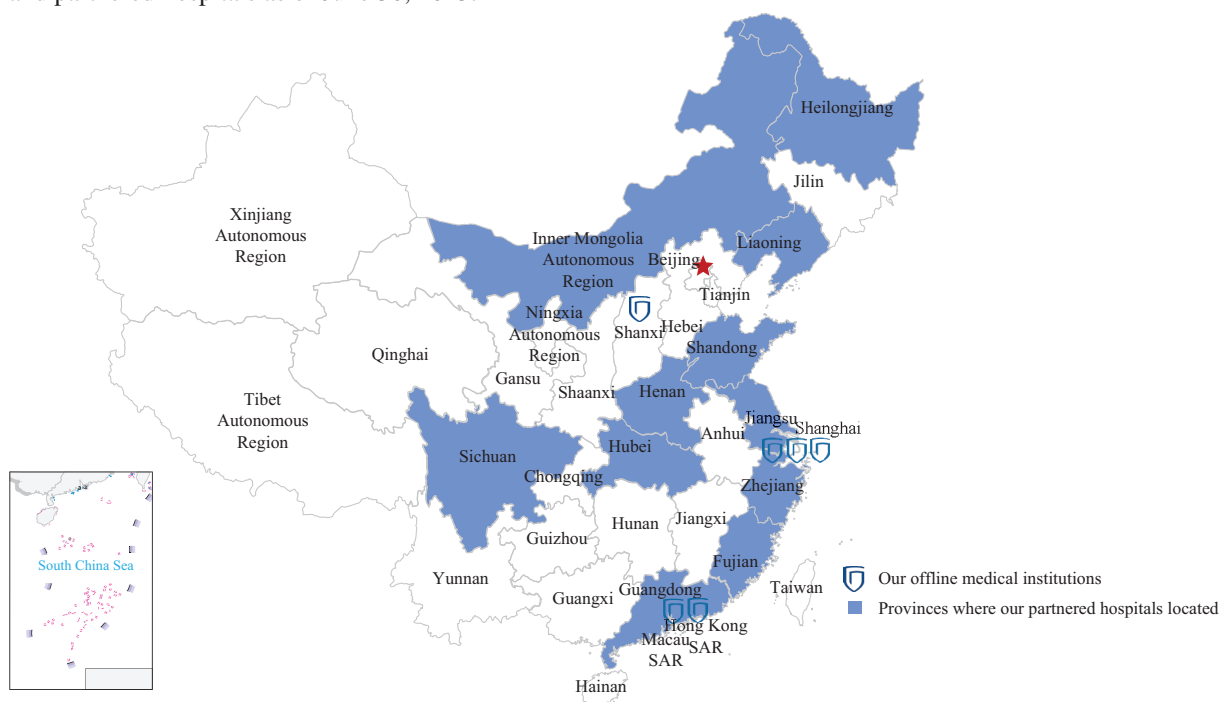 Heilongjiang
Jilin
Xinjiang
Autonomous
Region
Inner Mongolia
Autonomous
Region
Liaoning
Beijing
Tianjin
Ningxia
Autonomous
Region
Shanxi
Hebei
Shandong
Qinghai
Gansu
Shaanxi
Henan
Tibet
Autonomous
Region
Jiangsu
Shanghai
Anhui
Hubei
Sichuan
Chongqing
Zhejiang
Hunan
Jiangxi
Guizhou
Fujian
South China Sea
Yunnan
Guangxi
Guangdong
Taiwan
Hong Kong
SAR
Macau
SAR
Hainan
Our offline medical institutions
Provinces where our partnered hospitals located